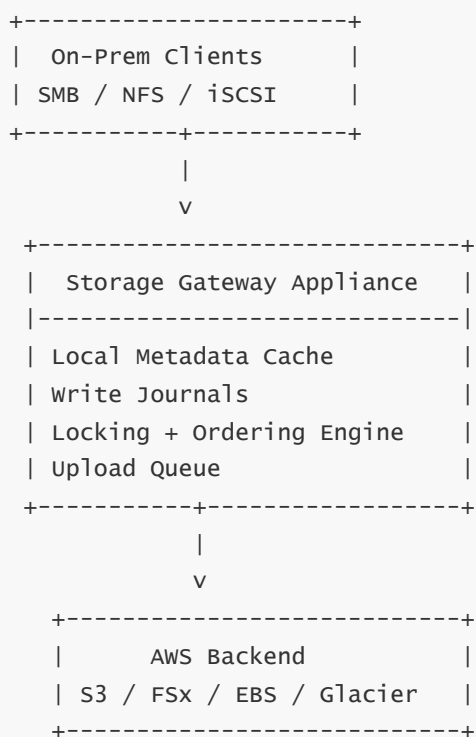 +-----------------------+
|  On-Prem Clients      |
| SMB / NFS / iSCSI     |
+-----------+-----------+
            |
            v
 +------------------------------+
 |  Storage Gateway Appliance   |
 |------------------------------|
 | Local Metadata Cache         |
 | Write Journals               |
 | Locking + Ordering Engine    |
 | Upload Queue                 |
 +-----------+------------------+
             |
             v
   +----------------------------+
   |      AWS Backend           |
   | S3 / FSx / EBS / Glacier   |
   +----------------------------+